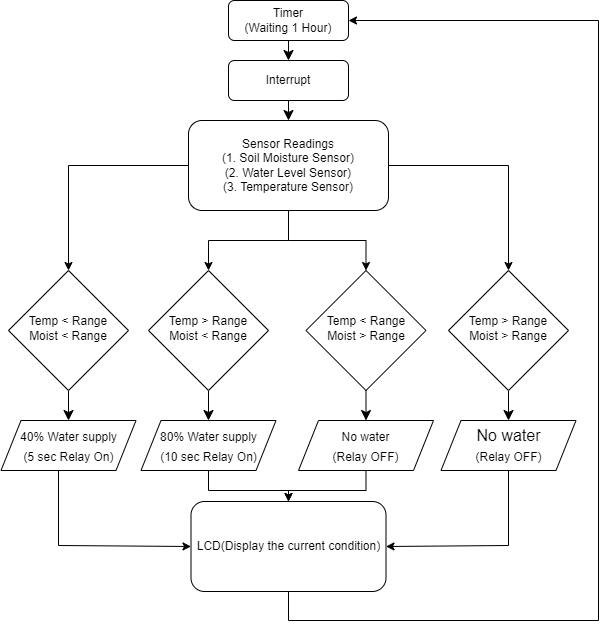 Timer
(Waiting 1 Hour)
Interrupt
Sensor Readings
(1. Soil Moisture Sensor)
(2. Water Level Sensor)
(3. Temperature Sensor)
Temp < Range
Moist < Range
Temp > Range
Moist < Range
Temp < Range
Moist > Range
Temp > Range
Moist > Range
40% Water supply
(5 sec Relay On)
80% Water supply
(10 sec Relay On)
No water
(Relay OFF)
No water
(Relay OFF)
LCD(Display the current condition)